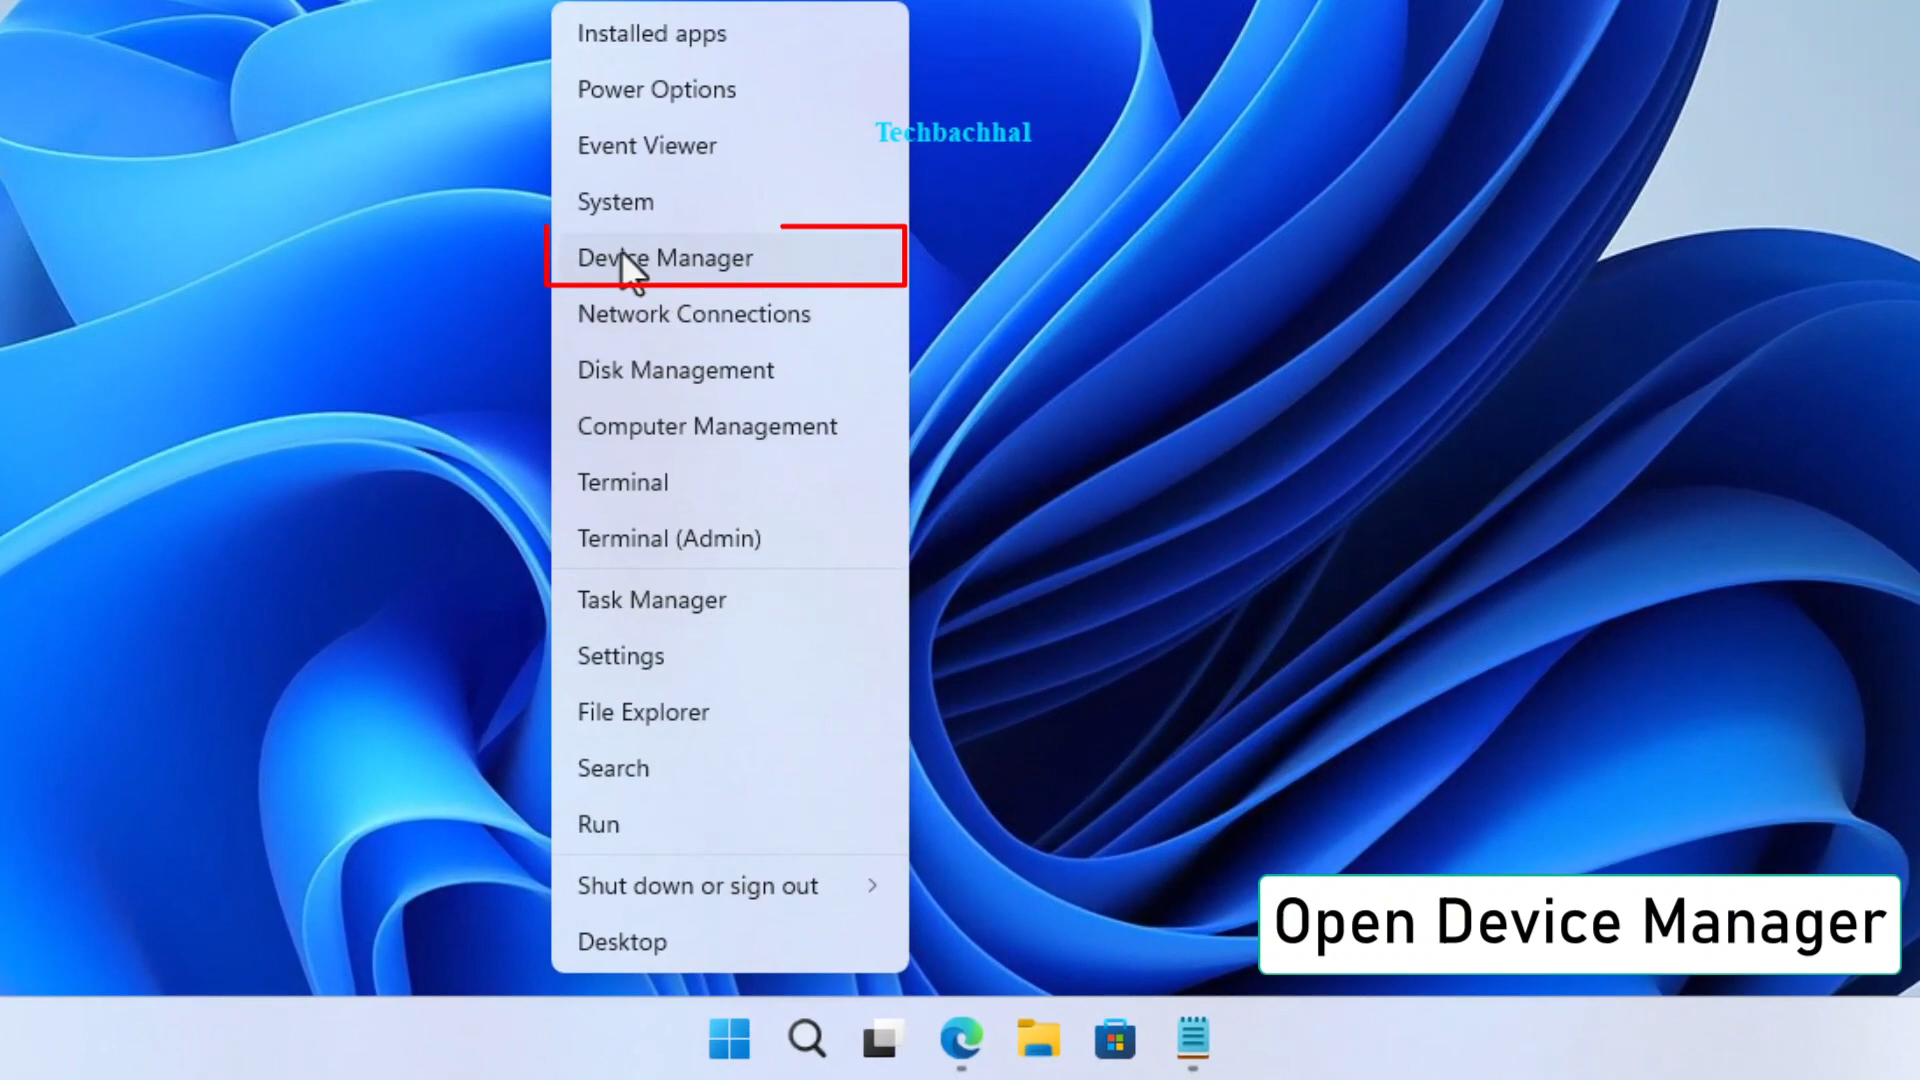 Installed apps
Power Options
Event Viewer
Techbachhal
System
Device Manager
Network Connections
Disk Management
Computer Management
Terminal
Terminal (Admin)
Task Manager
Settings
File Explorer
Search
Run
Shut down or sign out
Desktop
Open Device Manager